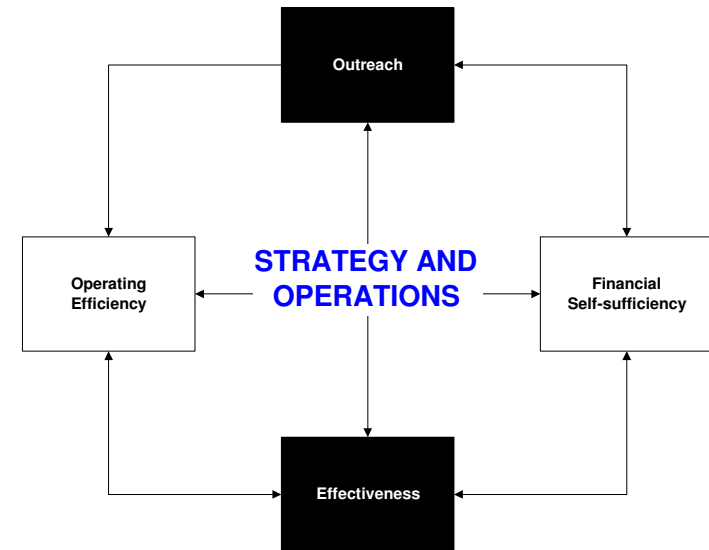 Outreach
STRATEGY AND
OPERATIONS
Operating
Efficiency
Financial
Self-sufficiency
Effectiveness